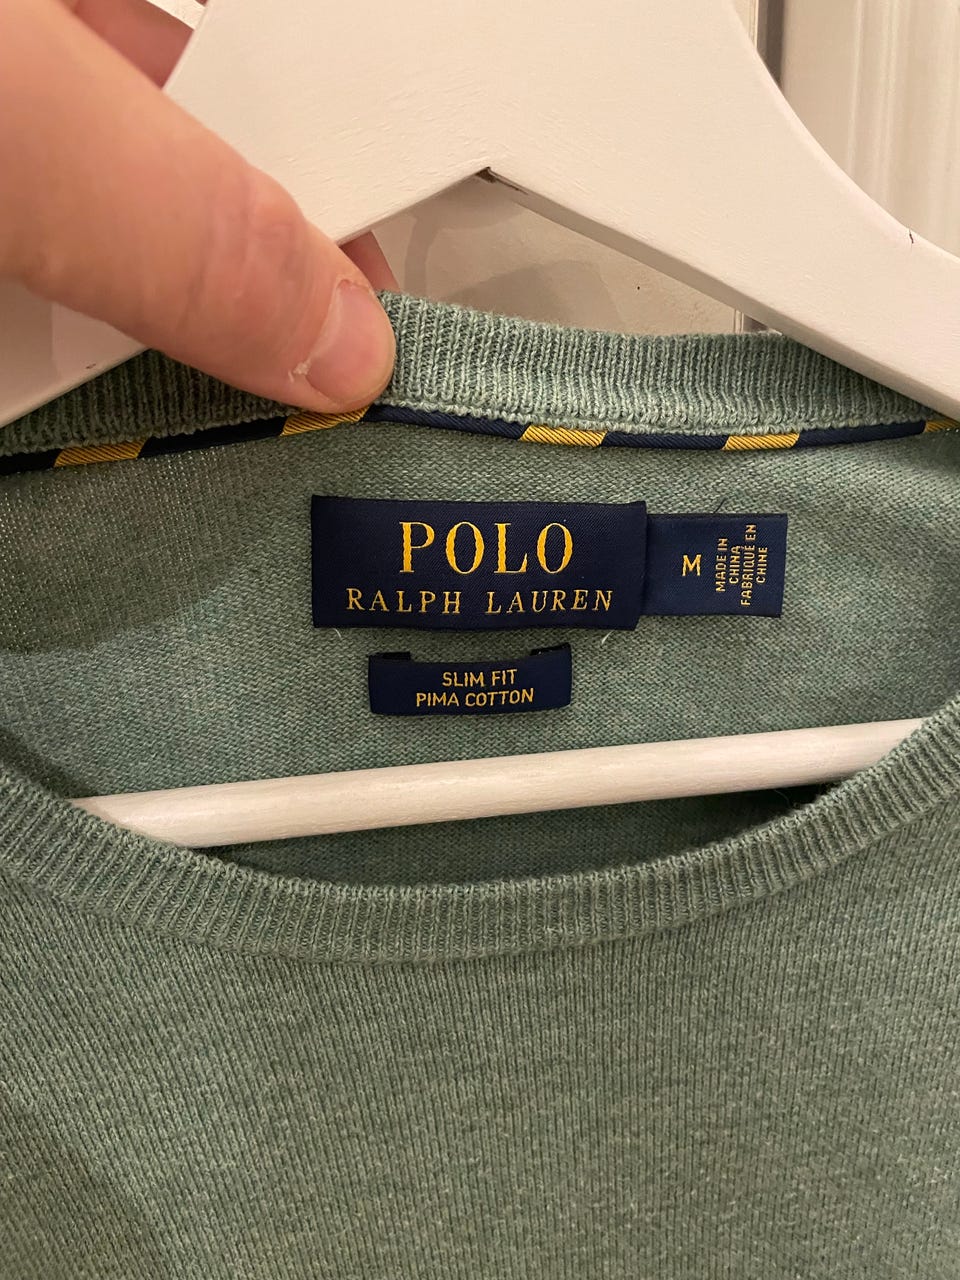 POLO
RALPH LAUREN
M
MADE IN
CHINA
FABRIQUÉ EN
CHINE
SLIM FIT
PIMA COTTON